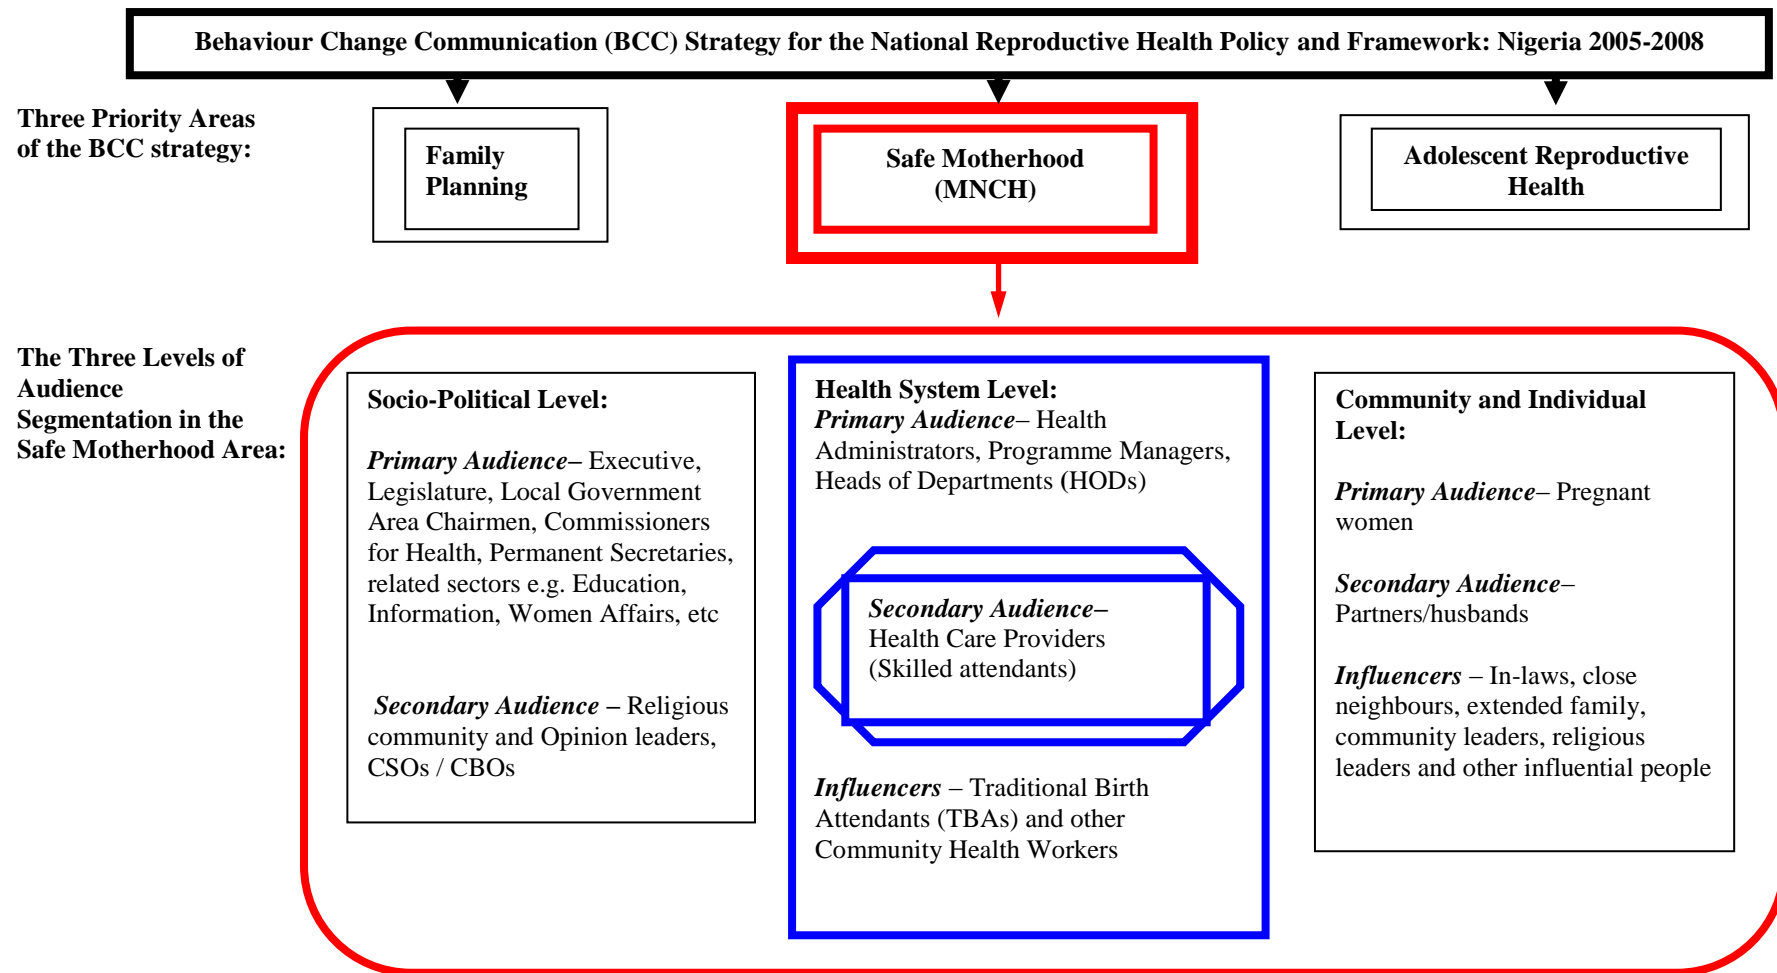 Behaviour Change Communication (BCC) Strategy for the National Reproductive Health Policy and Framework: Nigeria 2005-2008
Three Priority Areas
of the BCC strategy:
Family
Planning
Safe Motherhood
(MNCH)
Adolescent Reproductive
Health
The Three Levels of
Audience
Segmentation in the
Safe Motherhood Area:
Socio-Political Level:
Primary Audience– Executive,
Legislature, Local Government
Area Chairmen, Commissioners
for Health, Permanent Secretaries,
related sectors e.g. Education,
Information, Women Affairs, etc
Secondary Audience – Religious
community and Opinion leaders,
CSOs / CBOs
Health System Level:
Primary Audience– Health
Administrators, Programme Managers,
Heads of Departments (HODs)
Secondary Audience–
Health Care Providers
(Skilled attendants)
Influencers – Traditional Birth
Attendants (TBAs) and other
Community Health Workers
Community and Individual
Level:
Primary Audience– Pregnant
women
Secondary Audience–
Partners/husbands
Influencers – In-laws, close
neighbours, extended family,
community leaders, religious
leaders and other influential people